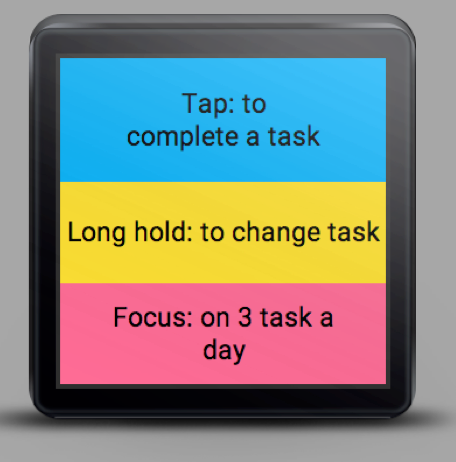 Tap: to
complete a task
Long hold: to change task
Focus: on 3 task a
day